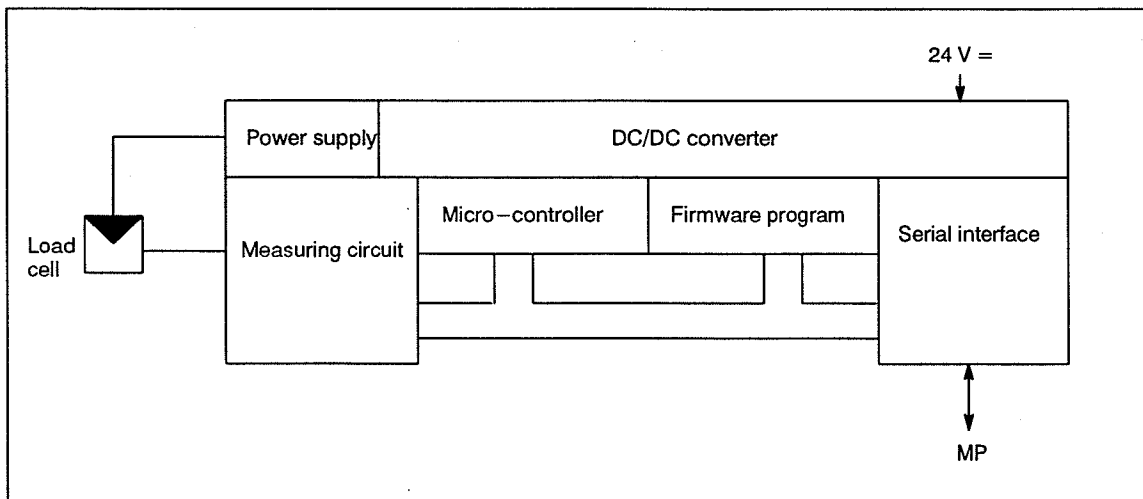 24 V =
Power supply
DC/DC converter
Micro−controller
Firmware program
Load
cell
Measuring circuit
Serial interface
MP